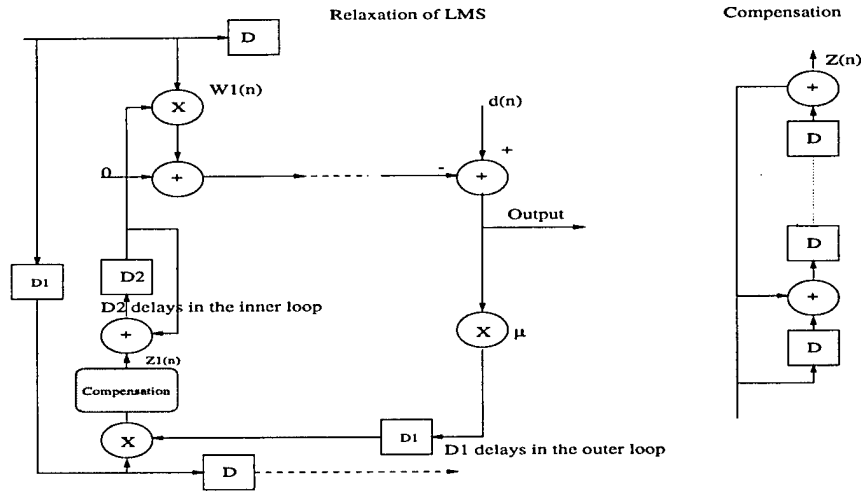 Relaxation of LMS
Compensation
D
Z(n)
W1(n)
X
d(n)
+
+
D
0
+
-
+
Output
D
D1
D2
D2 delays in the inner loop
+
+
X
μ
Z1(n)
D
Compensation
D1
X
D1 delays in the outer loop
D